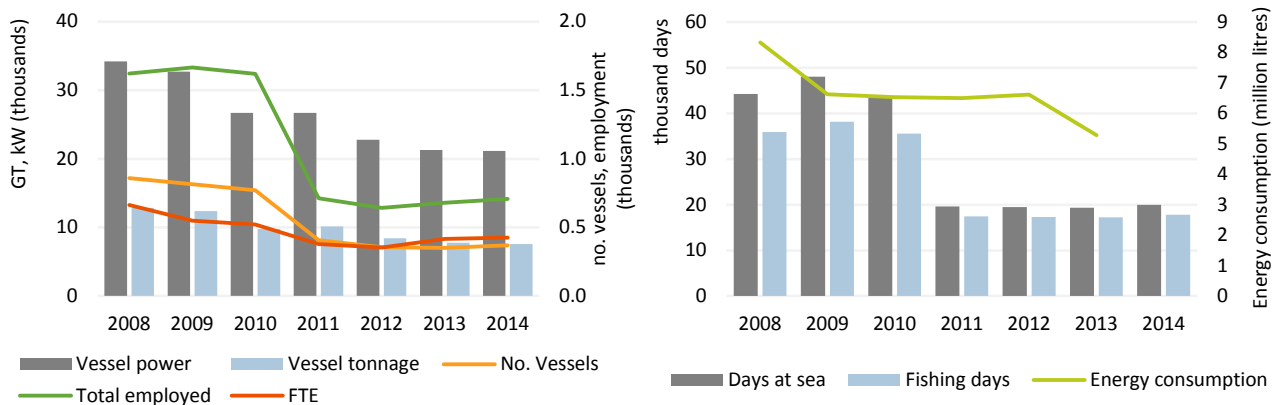 40
30
20
10
0
GT, kW (thousands)
2.0
1.5
1.0
0.5
0.0
no. vessels, employment
(thousands)
2008 2009 2010 2011 2012 2013 2014
Vessel power Vessel tonnage No. Vessels
Total employed FTE
60
50
40
30
20
10
0
thousand days
9
8
7
6
5
4
3
2
1
0
Energy consumption (million litres)
2008 2009 2010 2011 2012 2013 2014
Days at sea Fishing days Energy consumption